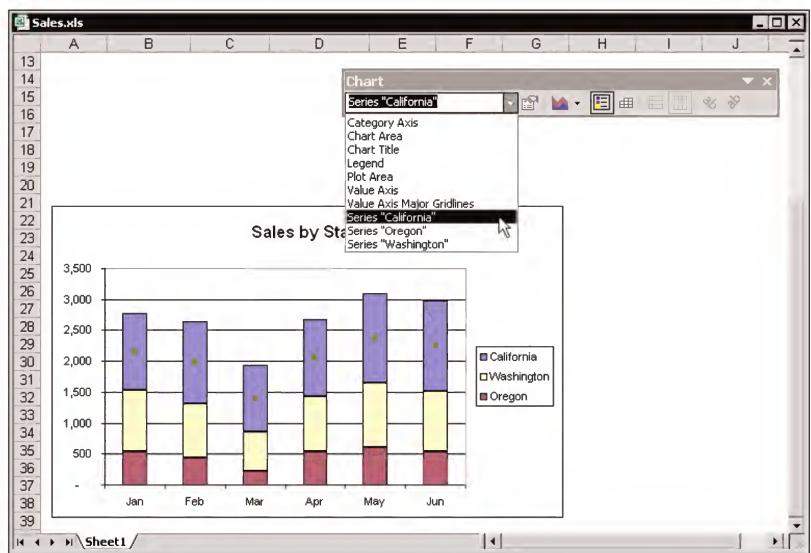 Sales.xls
A B C D E F G H I J
13
14
15
16
17
18
19
20
21
22
23
24
25
26
27
28
29
30
31
32
33
34
35
36
37
38
39
Chart
Series "California"
Category Axis
Chart Area
Chart Title
Legend
Plot Area
Value Axis
Value Axis Major Gridlines
Series "California"
Series "Oregon"
Series "Washington"
Sales by Sta
3,500
3,000
2,500
2,000
1,500
1,000
500
-
Jan Feb Mar Apr May Jun
California
Washington
Oregon
Sheet1